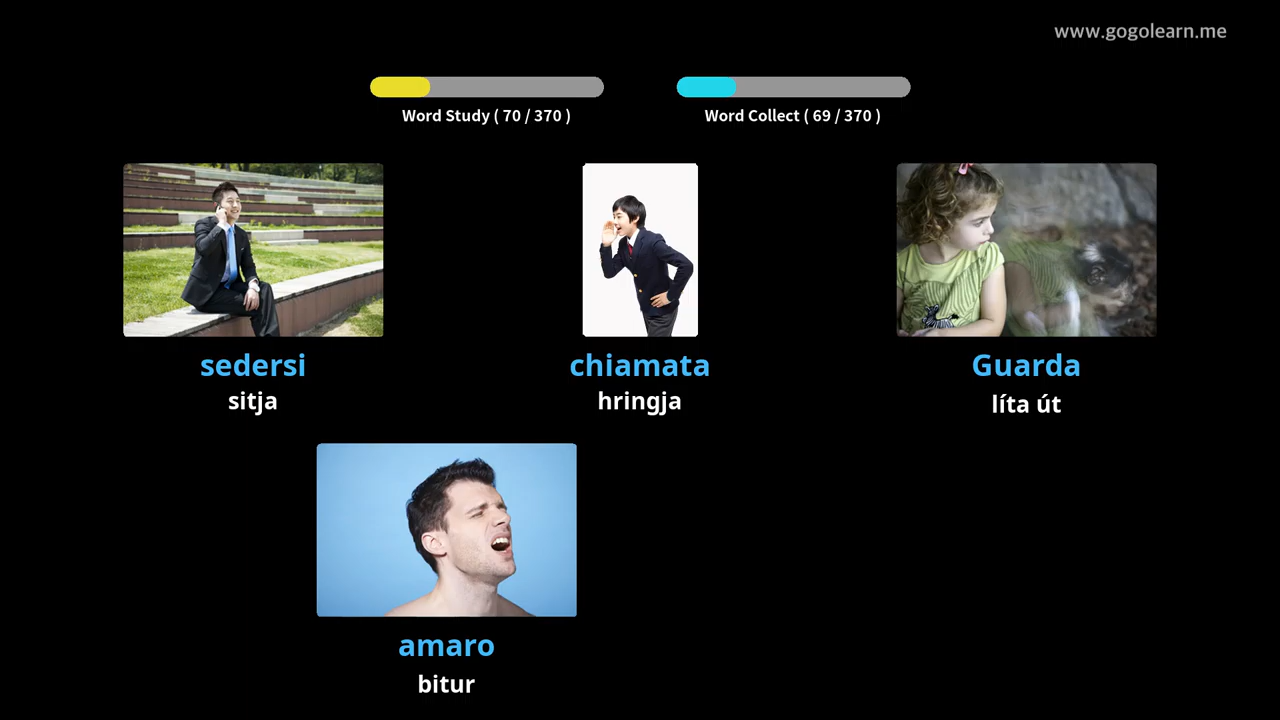 www.gogolearn.me
Word Study ( 70 / 370 )
Word Collect ( 69 / 370 )
sedersi
sitja
chiamata
hringja
Guarda
líta út
amaro
bitur